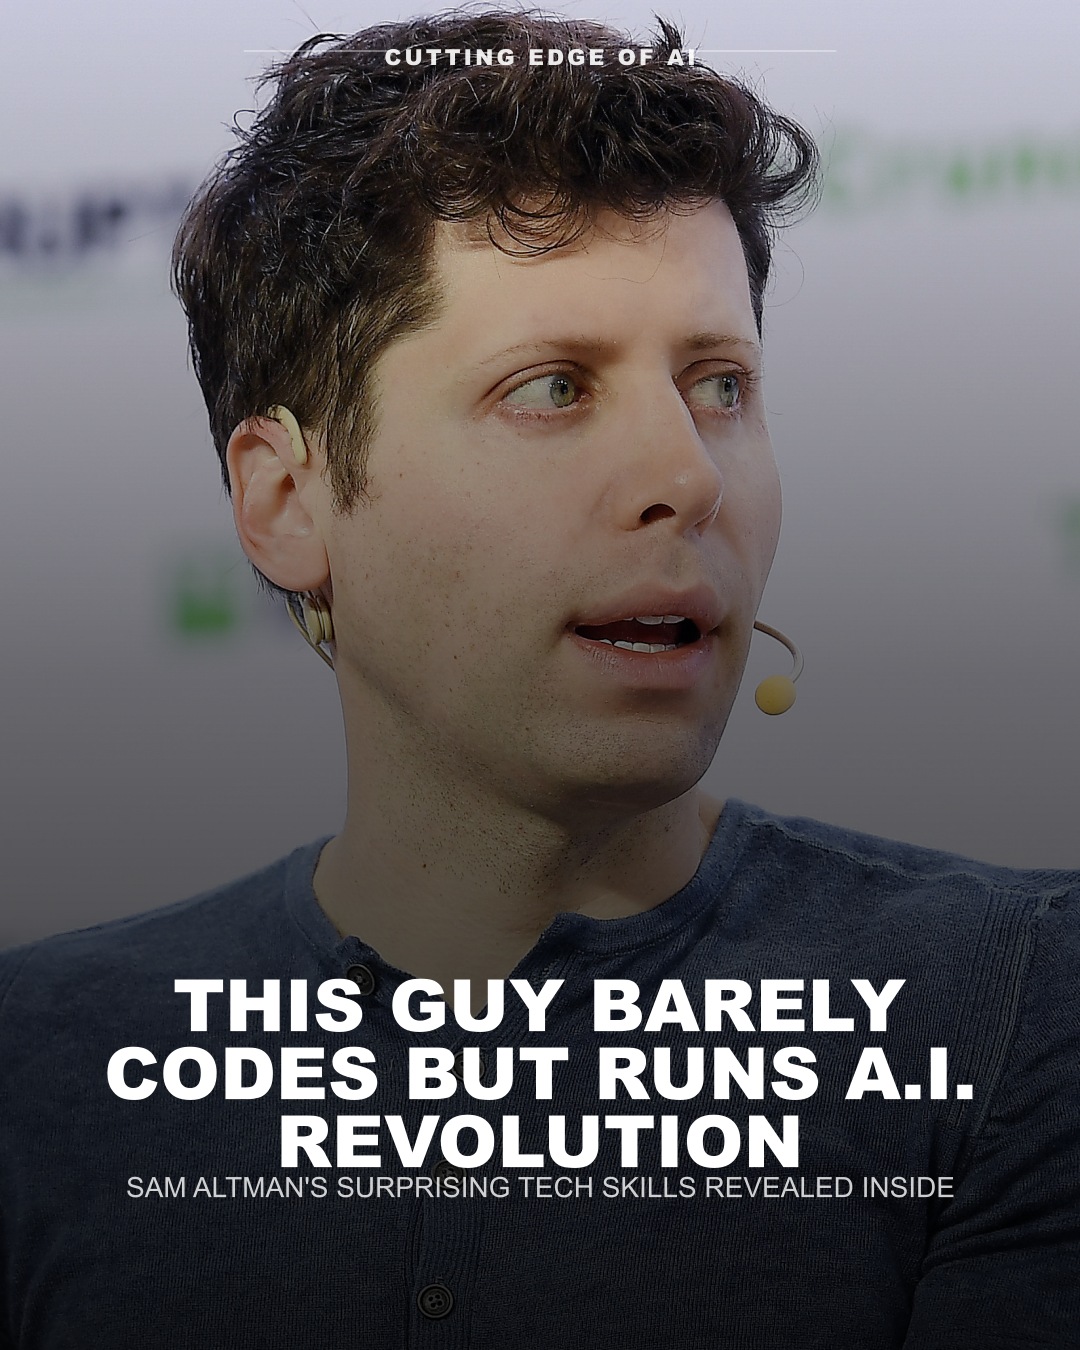 CUTTING EDGE OF AI
THIS GUY BARELY
CODES BUT RUNS A.I.
REVOLUTION
SAM ALTMAN'S SURPRISING TECH SKILLS REVEALED INSIDE